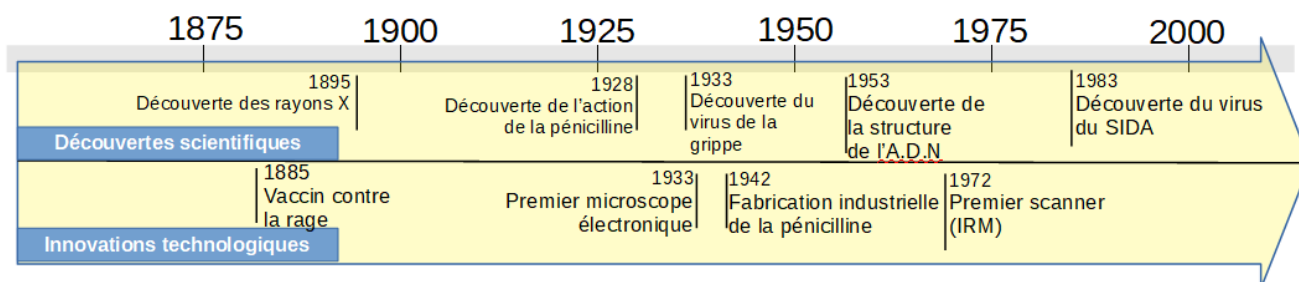 1875 1900 1925 1950 1975 2000
1895
Découverte des rayons X
1928
Découverte de l'action
de la pénicilline
1933
Découverte du
virus de la
grippe
1953
Découverte de
la structure
de l'A.D.N
1983
Découverte du virus
du SIDA
Découvertes scientifiques
1885
Vaccin contre
la rage
1933
Premier microscope
électronique
1942
Fabrication industrielle
de la pénicilline
1972
Premier scanner
(IRM)
Innovations technologiques